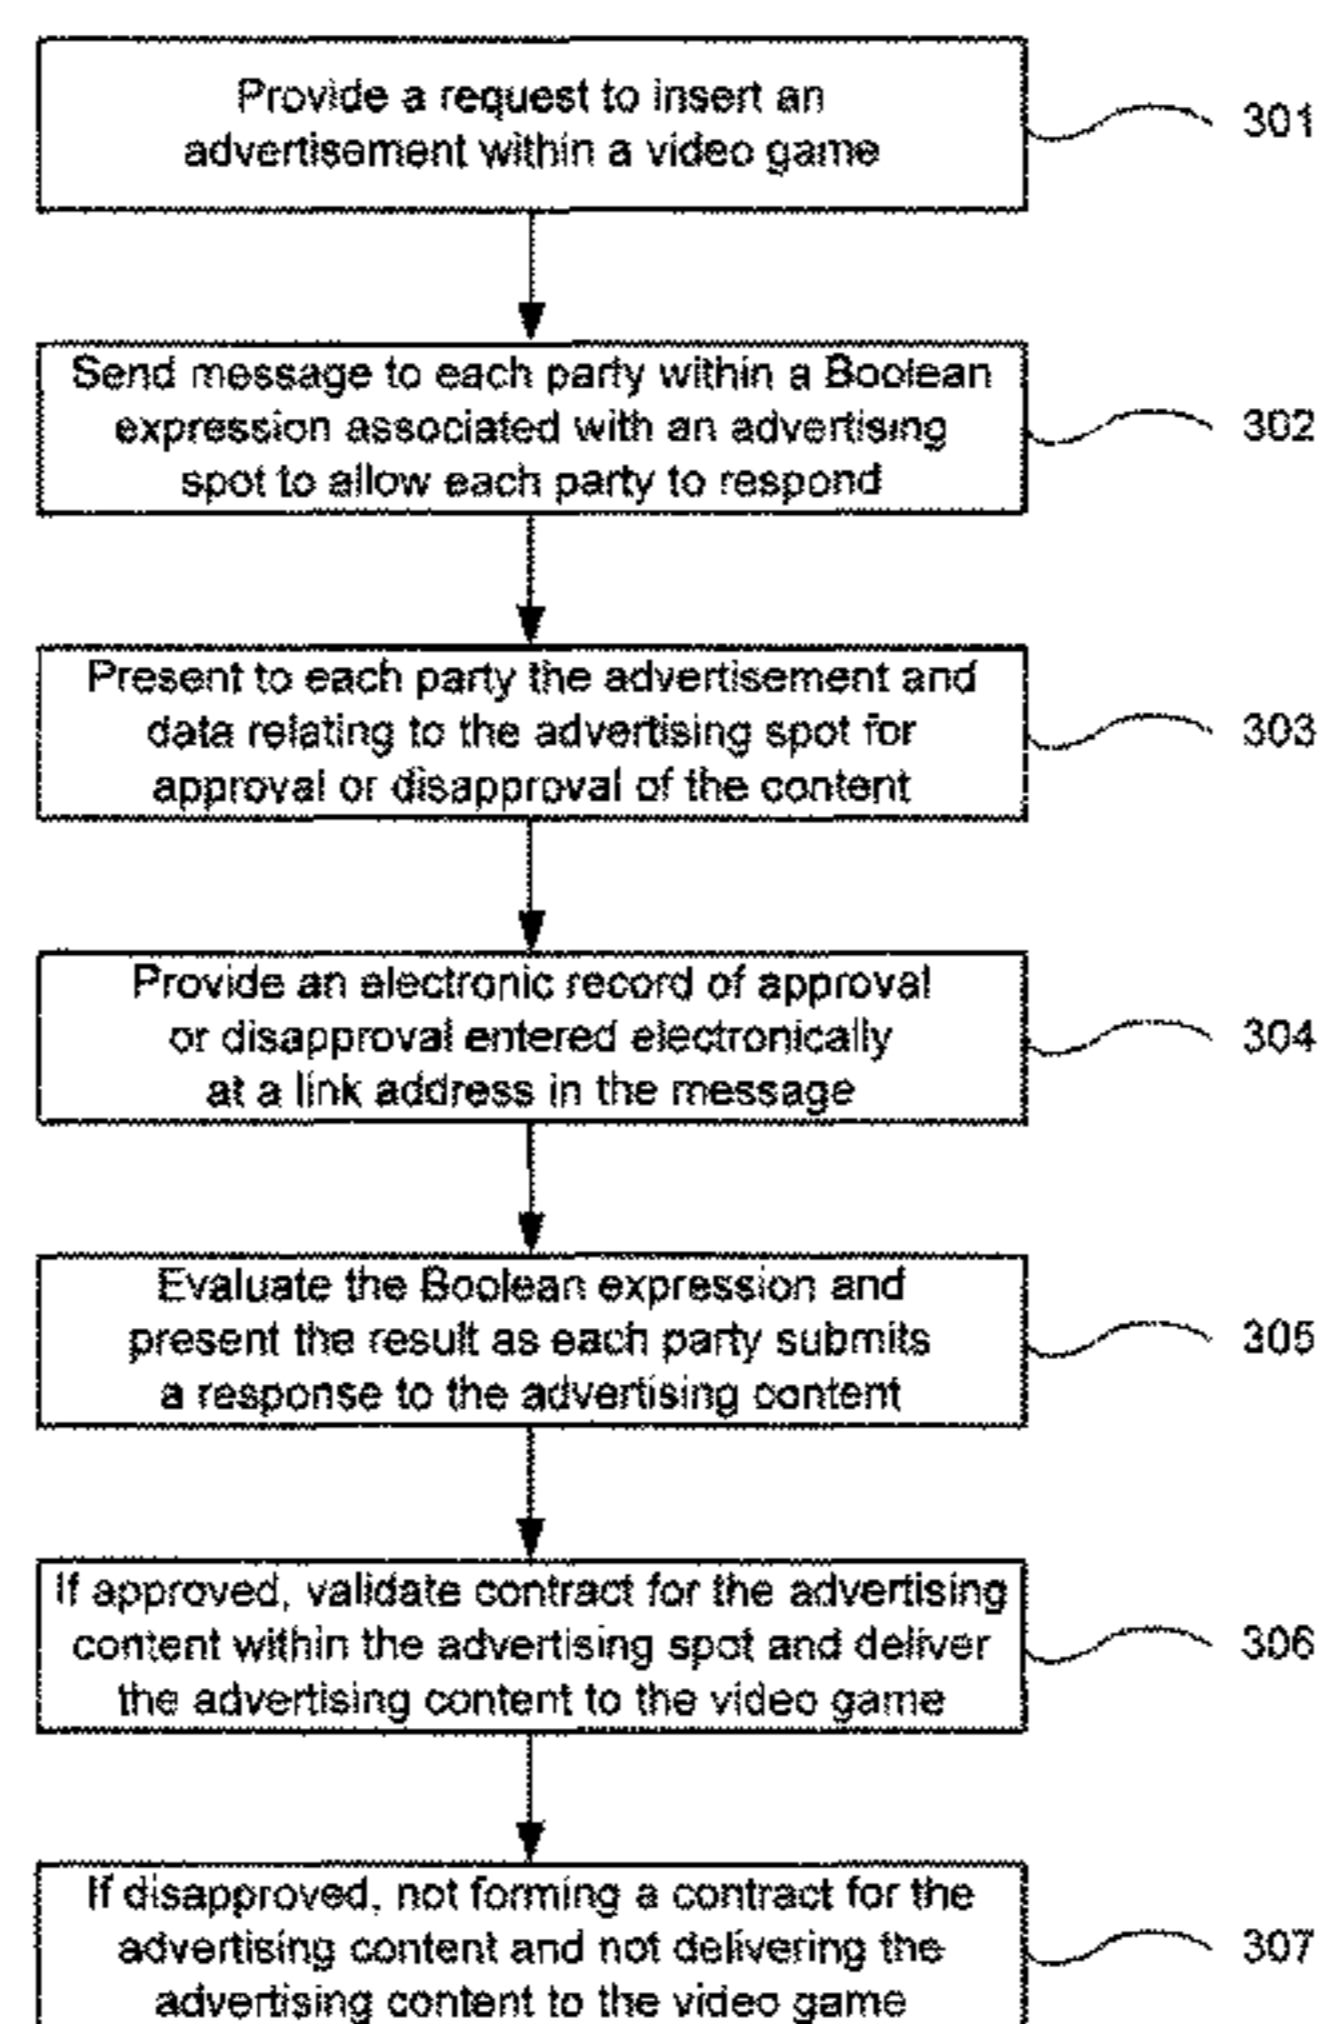 Provide a request to insert an
advertisement within a video game
301
Send message to each party within a Boolean
expression associated with an advertising
spot to allow each party to respond
302
Present to each party the advertisement and
data relating to the advertising spot for
approval or disapproval of the content
303
Provide an electronic record of approval
or disapproval entered electronically
at a link address in the message
304
Evaluate the Boolean expression and
present the result as each party submits
a response to the advertising content
305
If approved, validate contract for the advertising
content within the advertising spot and deliver
the advertising content to the video game
306
If disapproved, not forming a contract for the
advertising content and not delivering the
advertising content to the video game
307